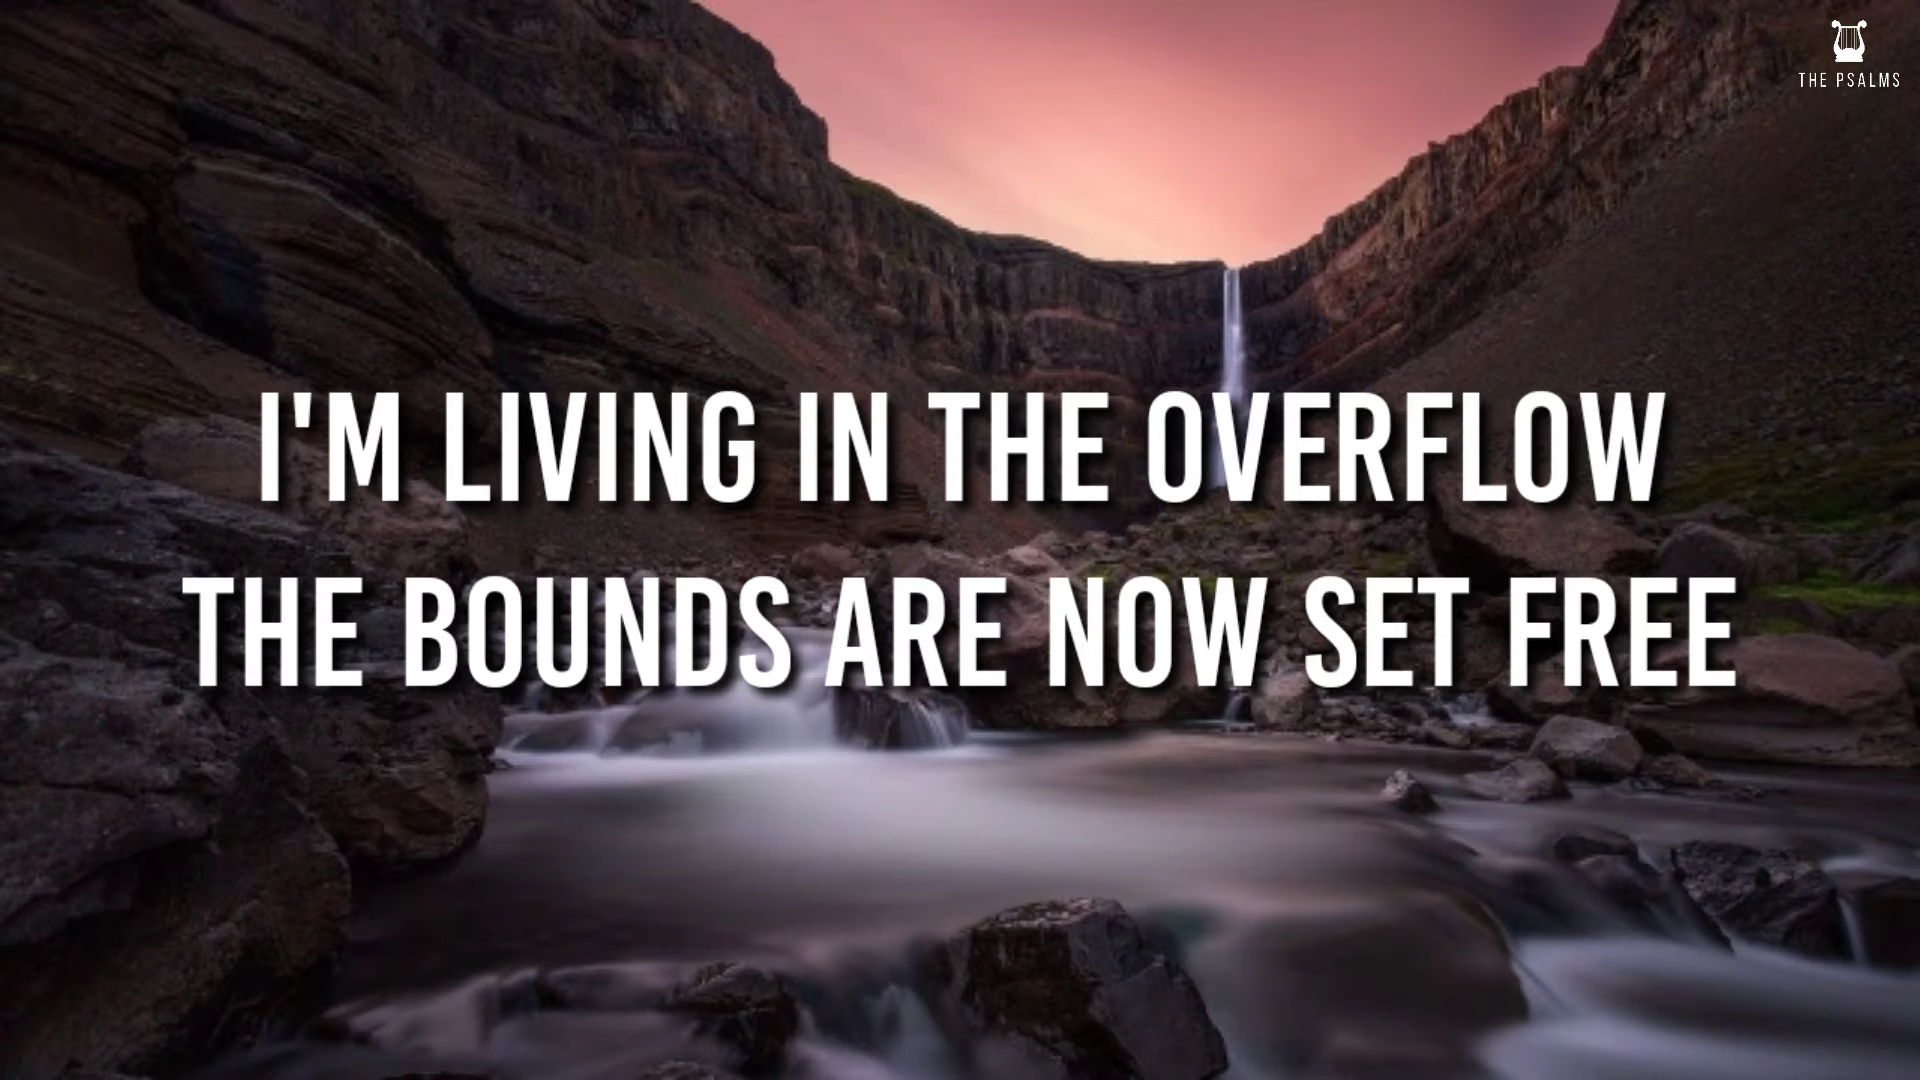 THE PSALMS
I'M LIVING IN THE OVERFLOW
THE BOUNDS ARE NOW SET FREE